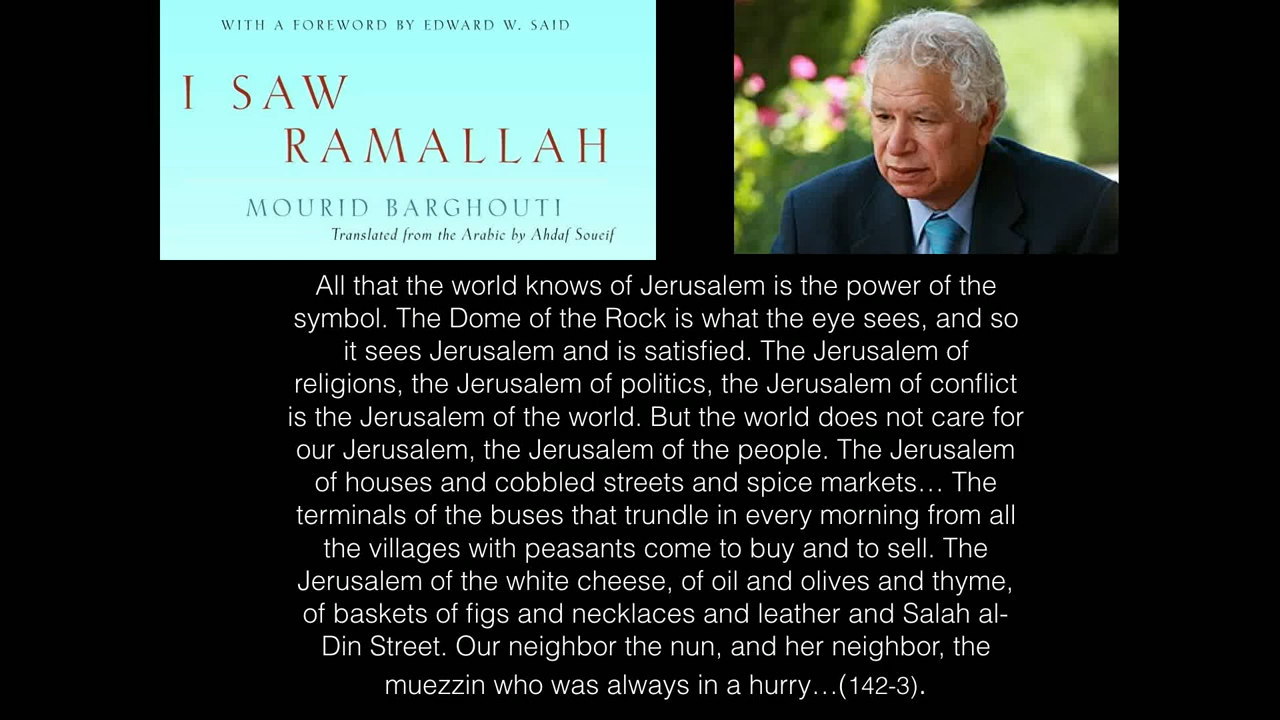 WITH A FOREWORD BY EDWARD W. SAID
I SAW
RAMALLAH
MOURID BARGHOUTI
Translated from the Arabic by Ahdaf Soueif
All that the world knows of Jerusalem is the power of the
symbol. The Dome of the Rock is what the eye sees, and so
it sees Jerusalem and is satisfied. The Jerusalem of
religions, the Jerusalem of politics, the Jerusalem of conflict
is the Jerusalem of the world. But the world does not care for
our Jerusalem, the Jerusalem of the people. The Jerusalem
of houses and cobbled streets and spice markets… The
terminals of the buses that trundle in every morning from all
the villages with peasants come to buy and to sell. The
Jerusalem of the white cheese, of oil and olives and thyme,
of baskets of figs and necklaces and leather and Salah al-
Din Street. Our neighbor the nun, and her neighbor, the
muezzin who was always in a hurry…(142-3).